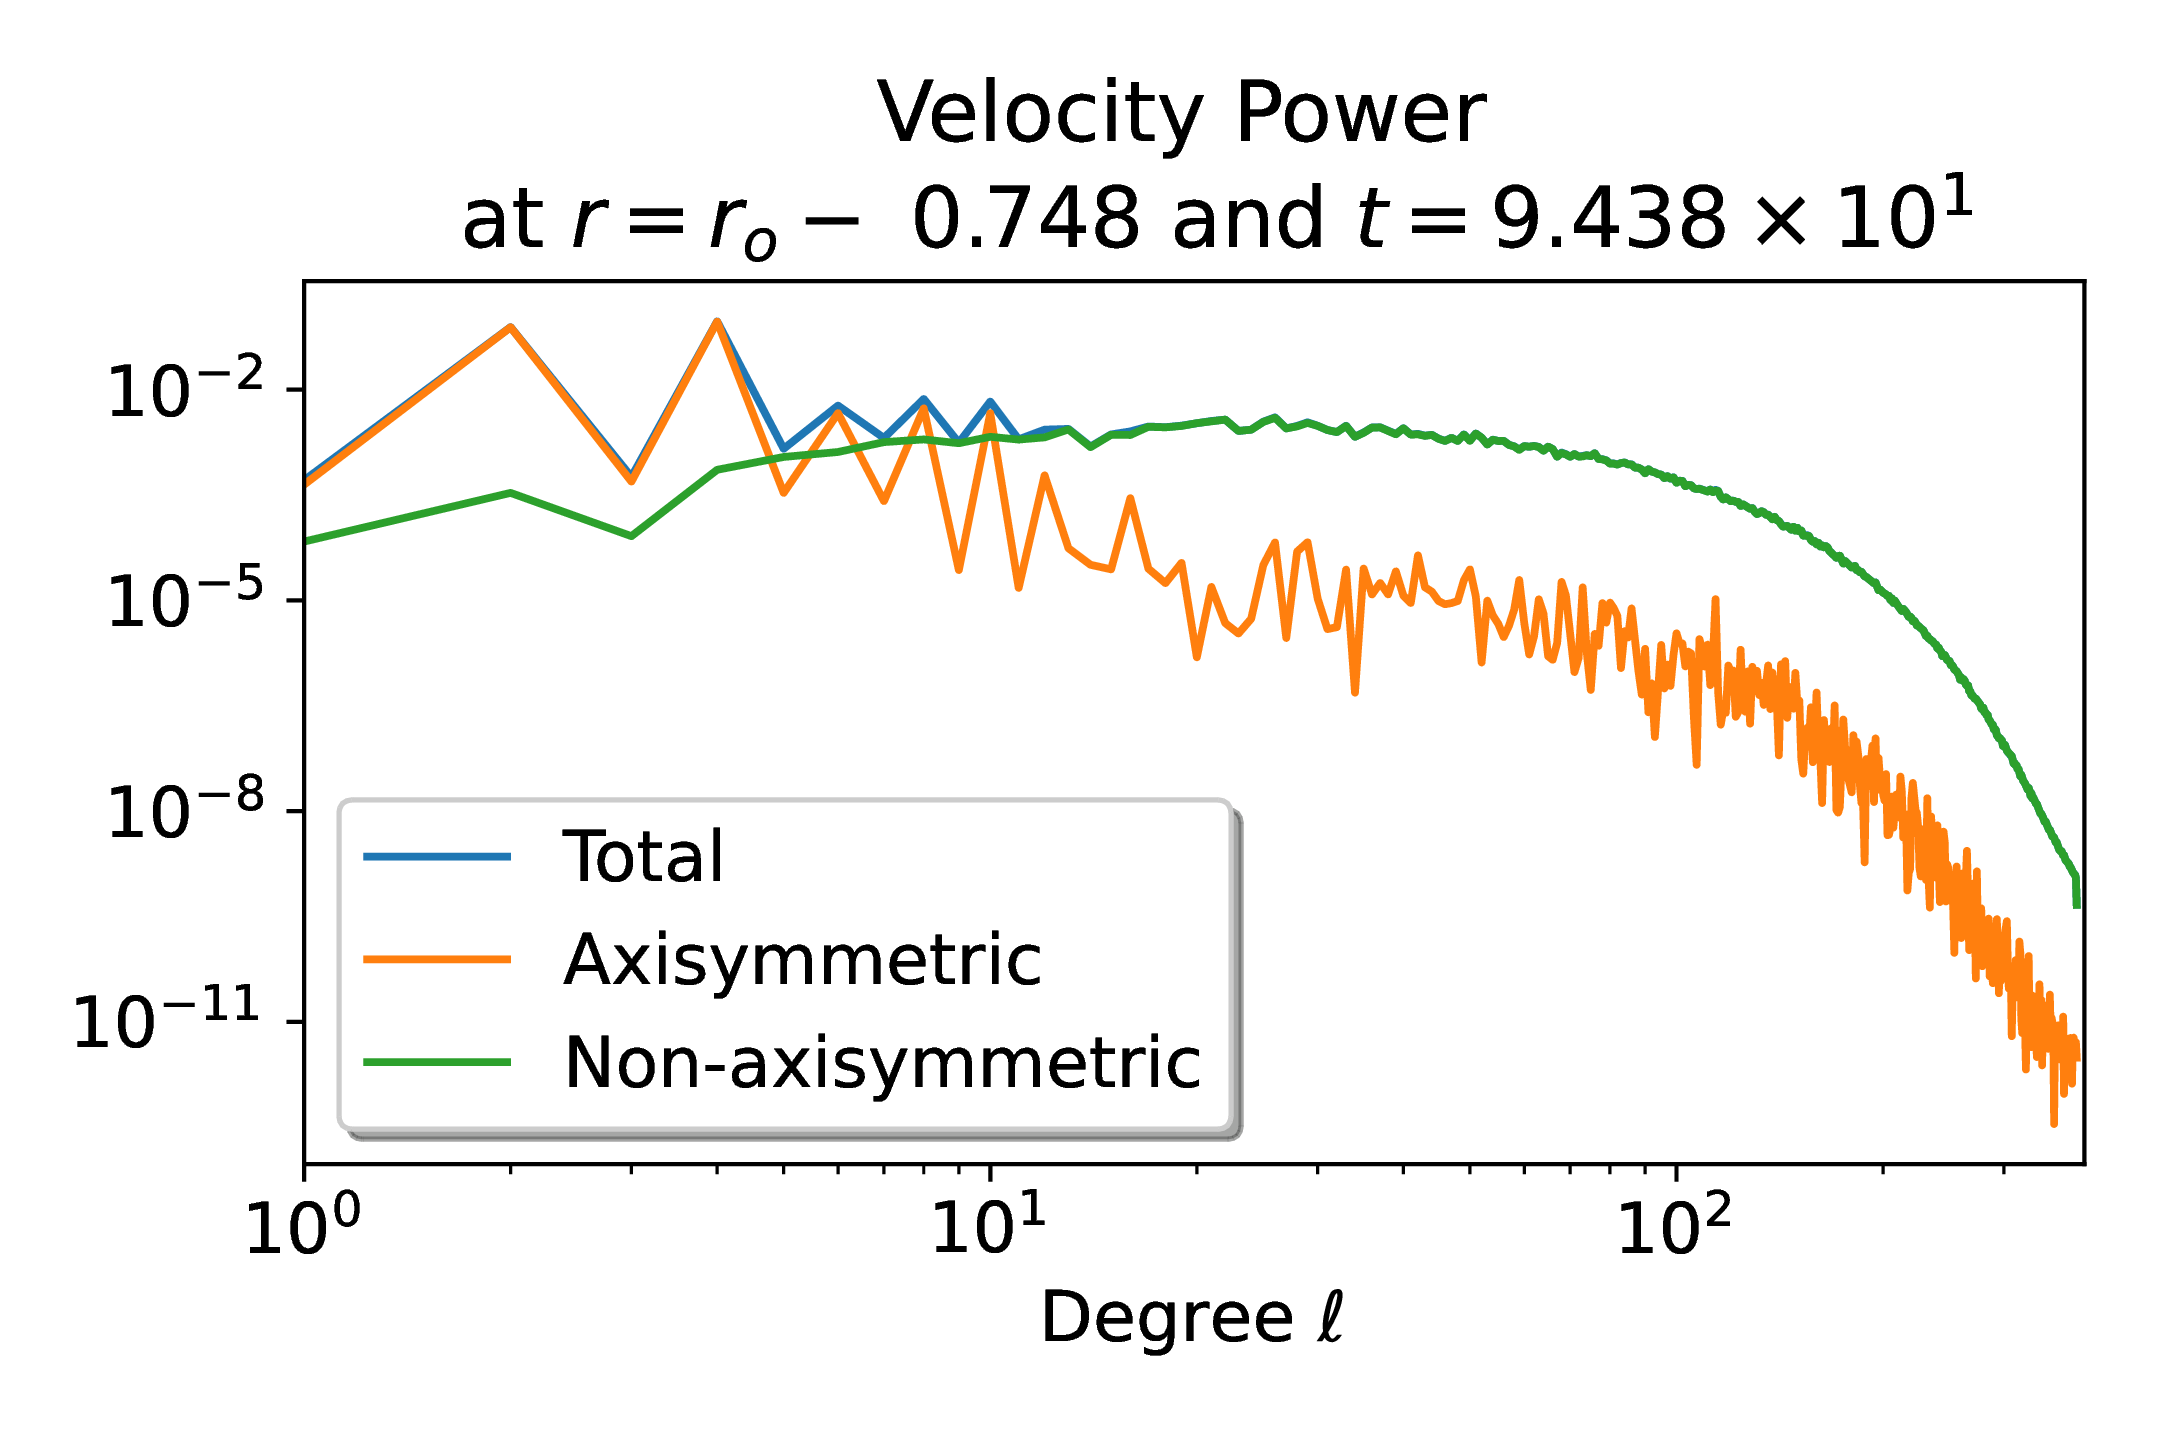 Velocity Power
at r = r_o − 0.748 and t = 9.438 × 10^1
10^−2
10^−5
10^−8
10^−11
Total
Axisymmetric
Non-axisymmetric
10^0 10^1 10^2
Degree ℓ